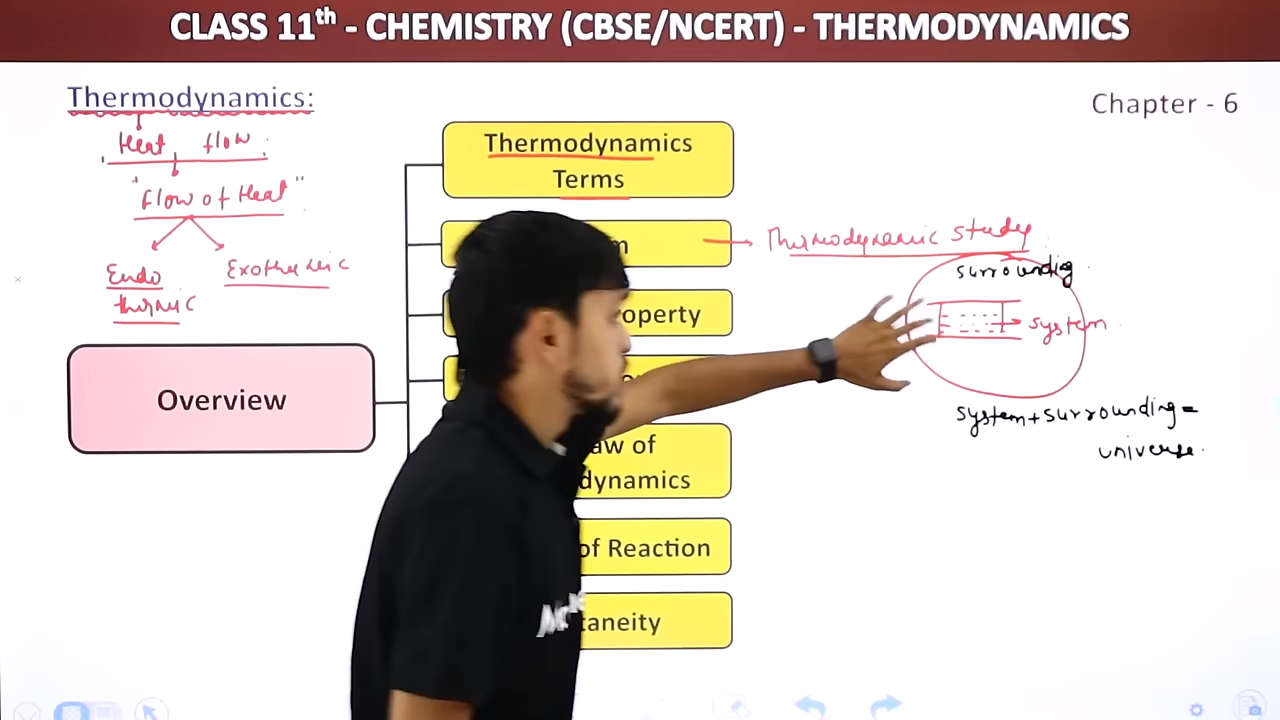 CLASS 11th - CHEMISTRY (CBSE/NCERT) - THERMODYNAMICS
Thermodynamics:
Chapter - 6
Heat flow
"Flow of Heat"
Endo
thermic
Exothermic
Overview
Thermodynamics
Terms
Thermodynamic study
surrounding
system
system+surrounding=
universe
roperty
aw of
dynamics
of Reaction
taneity